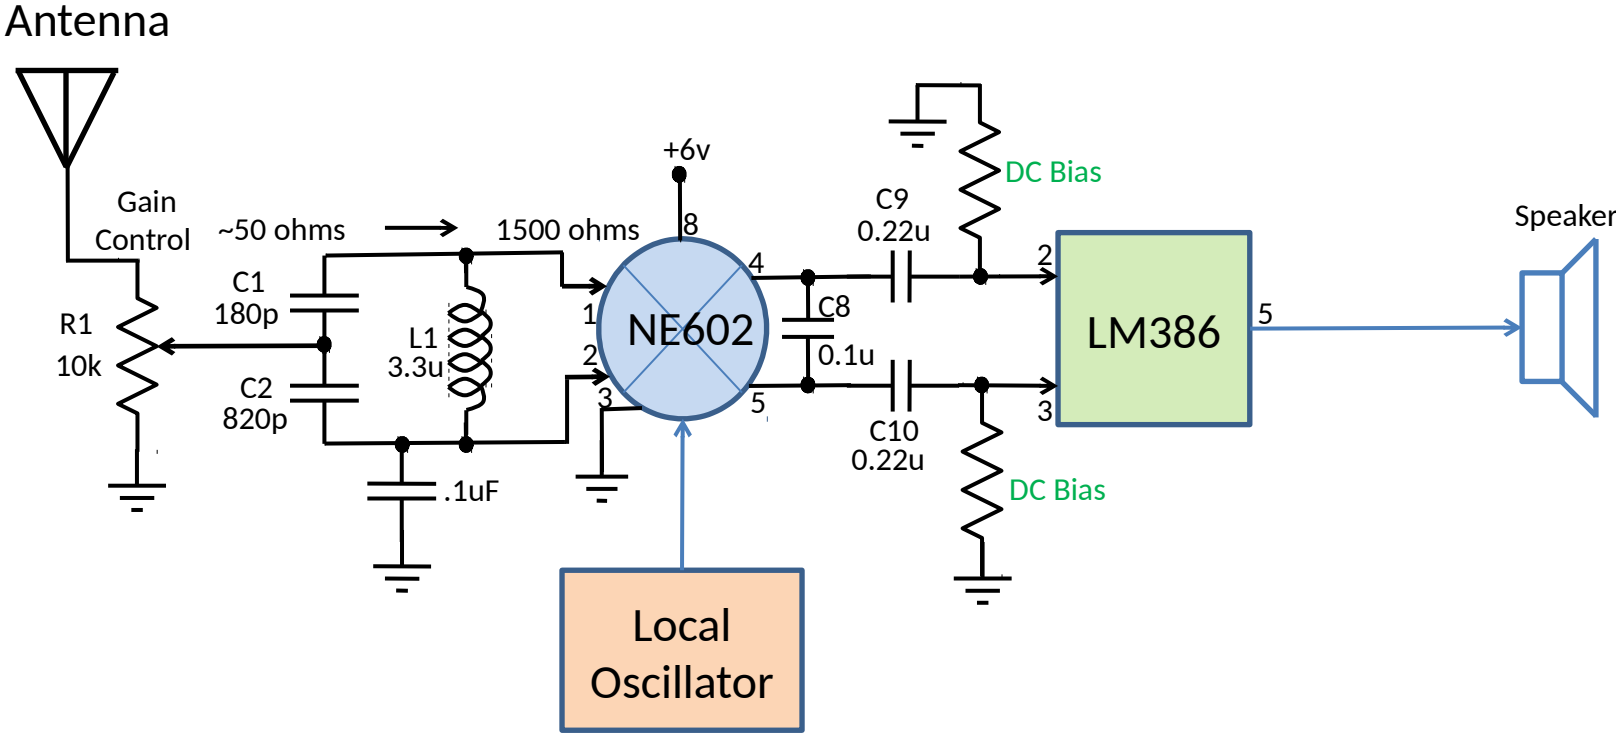 Antenna
Gain
Control
R1
10k
~50 ohms
1500 ohms
C1
180p
C2
820p
L1
3.3u
.1uF
+6v
8
1
2
3
NE602
4
5
Local
Oscillator
C8
0.1u
C9
0.22u
C10
0.22u
DC Bias
DC Bias
2
3
LM386
5
Speaker